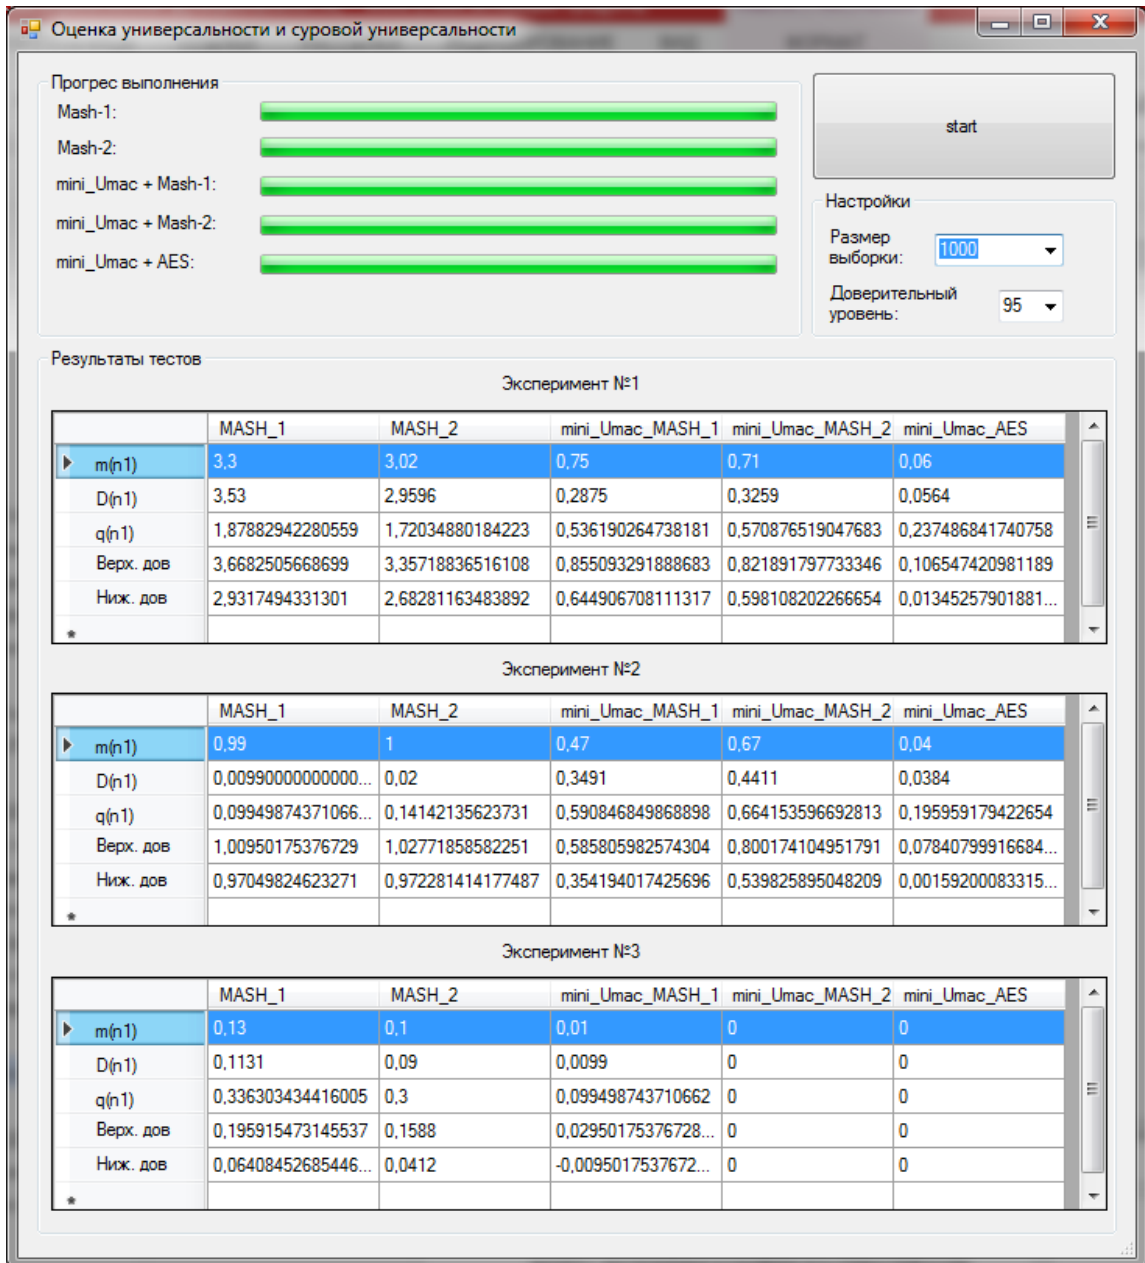 Оценка универсальности и суровой универсальности
Прогрес выполнения
Mash-1:
Mash-2:
mini_Umac + Mash-1:
mini_Umac + Mash-2:
mini_Umac + AES:
start
Настройки
Размер выборки: 1000
Доверительный уровень: 95
Результаты тестов
Эксперимент №1
MASH_1 MASH_2 mini_Umac_MASH_1 mini_Umac_MASH_2 mini_Umac_AES
m(n1) 3,3 3,02 0,75 0,71 0,06
D(n1) 3,53 2,9596 0,2875 0,3259 0,0564
q(n1) 1,87882942280559 1,72034880184223 0,536190264738181 0,570876519047683 0,237486841740758
Верх. дов 3,6682505668699 3,35718836516108 0,855093291888683 0,821891797733346 0,106547420981189
Ниж. дов 2,9317494331301 2,68281163483892 0,644906708111317 0,598108202266654 0,01345257901881...
Эксперимент №2
MASH_1 MASH_2 mini_Umac_MASH_1 mini_Umac_MASH_2 mini_Umac_AES
m(n1) 0,99 1 0,47 0,67 0,04
D(n1) 0,00990000000000... 0,02 0,3491 0,4411 0,0384
q(n1) 0,09949874371066... 0,14142135623731 0,590846849868898 0,664153596692813 0,195959179422654
Верх. дов 1,00950175376729 1,02771858582251 0,585805982574304 0,800174104951791 0,07840799916684...
Ниж. дов 0,97049824623271 0,972281414177487 0,354194017425696 0,539825895048209 0,00159200083315...
Эксперимент №3
MASH_1 MASH_2 mini_Umac_MASH_1 mini_Umac_MASH_2 mini_Umac_AES
m(n1) 0,13 0,1 0,01 0 0
D(n1) 0,1131 0,09 0,0099 0 0
q(n1) 0,336303434416005 0,3 0,099498743710662 0 0
Верх. дов 0,195915473145537 0,1588 0,02950175376728... 0 0
Ниж. дов 0,06408452685446... 0,0412 -0,0095017537672... 0 0